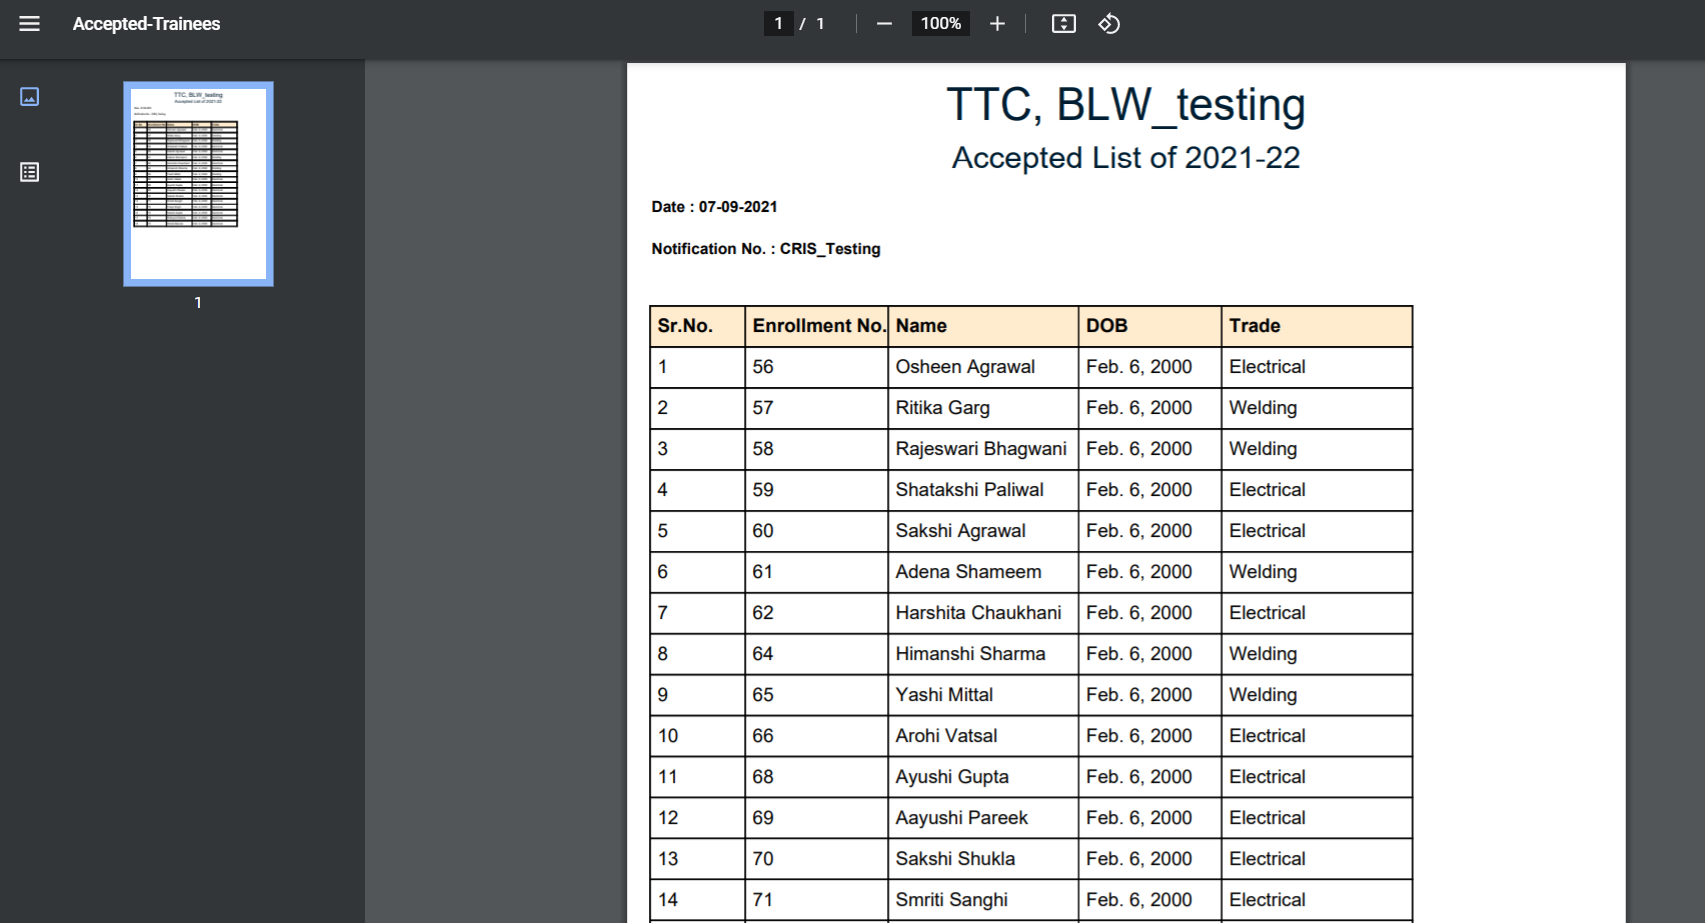 Accepted-Trainees
1 / 1
100%
1
TTC, BLW_testing
Accepted List of 2021-22
Date : 07-09-2021
Notification No. : CRIS_Testing
Sr.No. Enrollment No. Name DOB Trade
1 56 Osheen Agrawal Feb. 6, 2000 Electrical
2 57 Ritika Garg Feb. 6, 2000 Welding
3 58 Rajeswari Bhagwani Feb. 6, 2000 Welding
4 59 Shatakshi Paliwal Feb. 6, 2000 Electrical
5 60 Sakshi Agrawal Feb. 6, 2000 Electrical
6 61 Adena Shameem Feb. 6, 2000 Welding
7 62 Harshita Chaukhani Feb. 6, 2000 Electrical
8 64 Himanshi Sharma Feb. 6, 2000 Welding
9 65 Yashi Mittal Feb. 6, 2000 Welding
10 66 Arohi Vatsal Feb. 6, 2000 Electrical
11 68 Ayushi Gupta Feb. 6, 2000 Electrical
12 69 Aayushi Pareek Feb. 6, 2000 Electrical
13 70 Sakshi Shukla Feb. 6, 2000 Electrical
14 71 Smriti Sanghi Feb. 6, 2000 Electrical